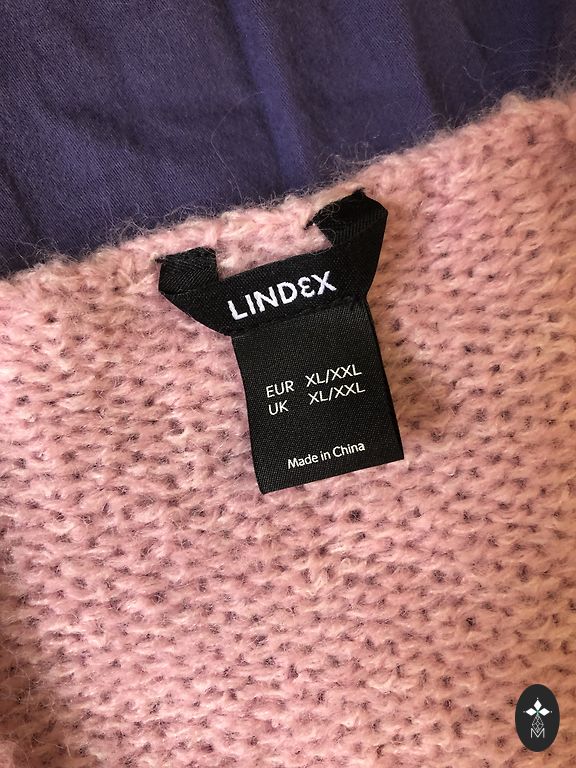 LINDEX
EUR XL/XXL
UK XL/XXL
Made in China
M